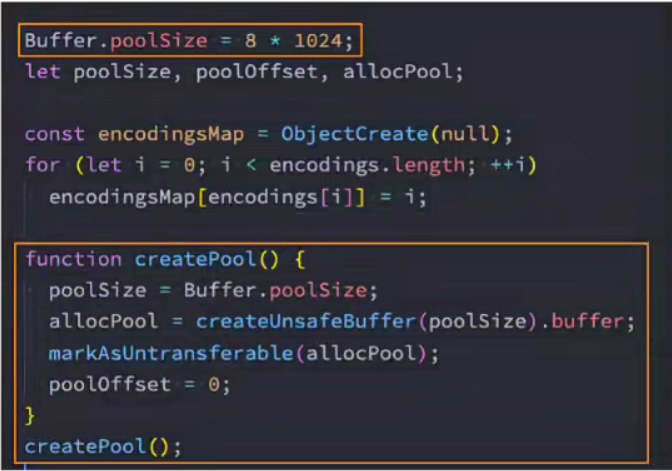 Buffer.poolSize = 8 * 1024;
let poolSize, poolOffset, allocPool;
const encodingsMap = ObjectCreate(null);
for (let i = 0; i < encodings.length; ++i)
encodingsMap[encodings[i]] = i;
function createPool() {
poolSize = Buffer.poolSize;
allocPool = createUnsafeBuffer(poolSize).buffer;
markAsUntransferable(allocPool);
poolOffset = 0;
}
createPool();